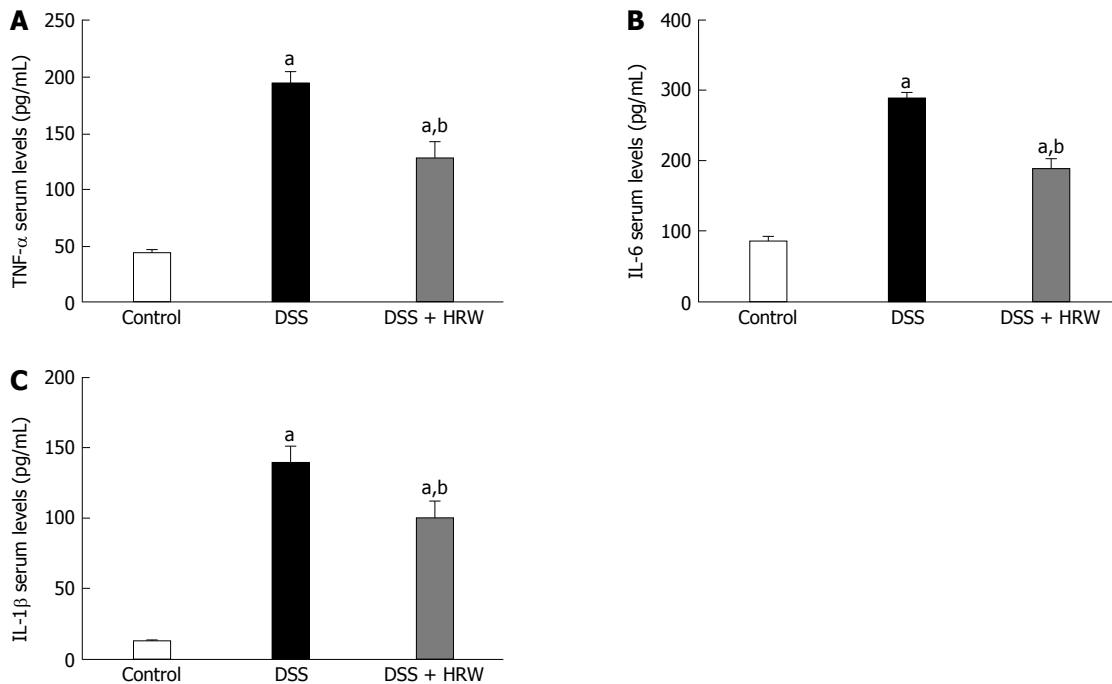 A
TNF-α serum levels (pg/mL)
250
200
150
100
50
0
a
a,b
Control DSS DSS + HRW
B
IL-6 serum levels (pg/mL)
400
300
200
100
0
a
a,b
Control DSS DSS + HRW
C
IL-1β serum levels (pg/mL)
200
150
100
50
0
a
a,b
Control DSS DSS + HRW